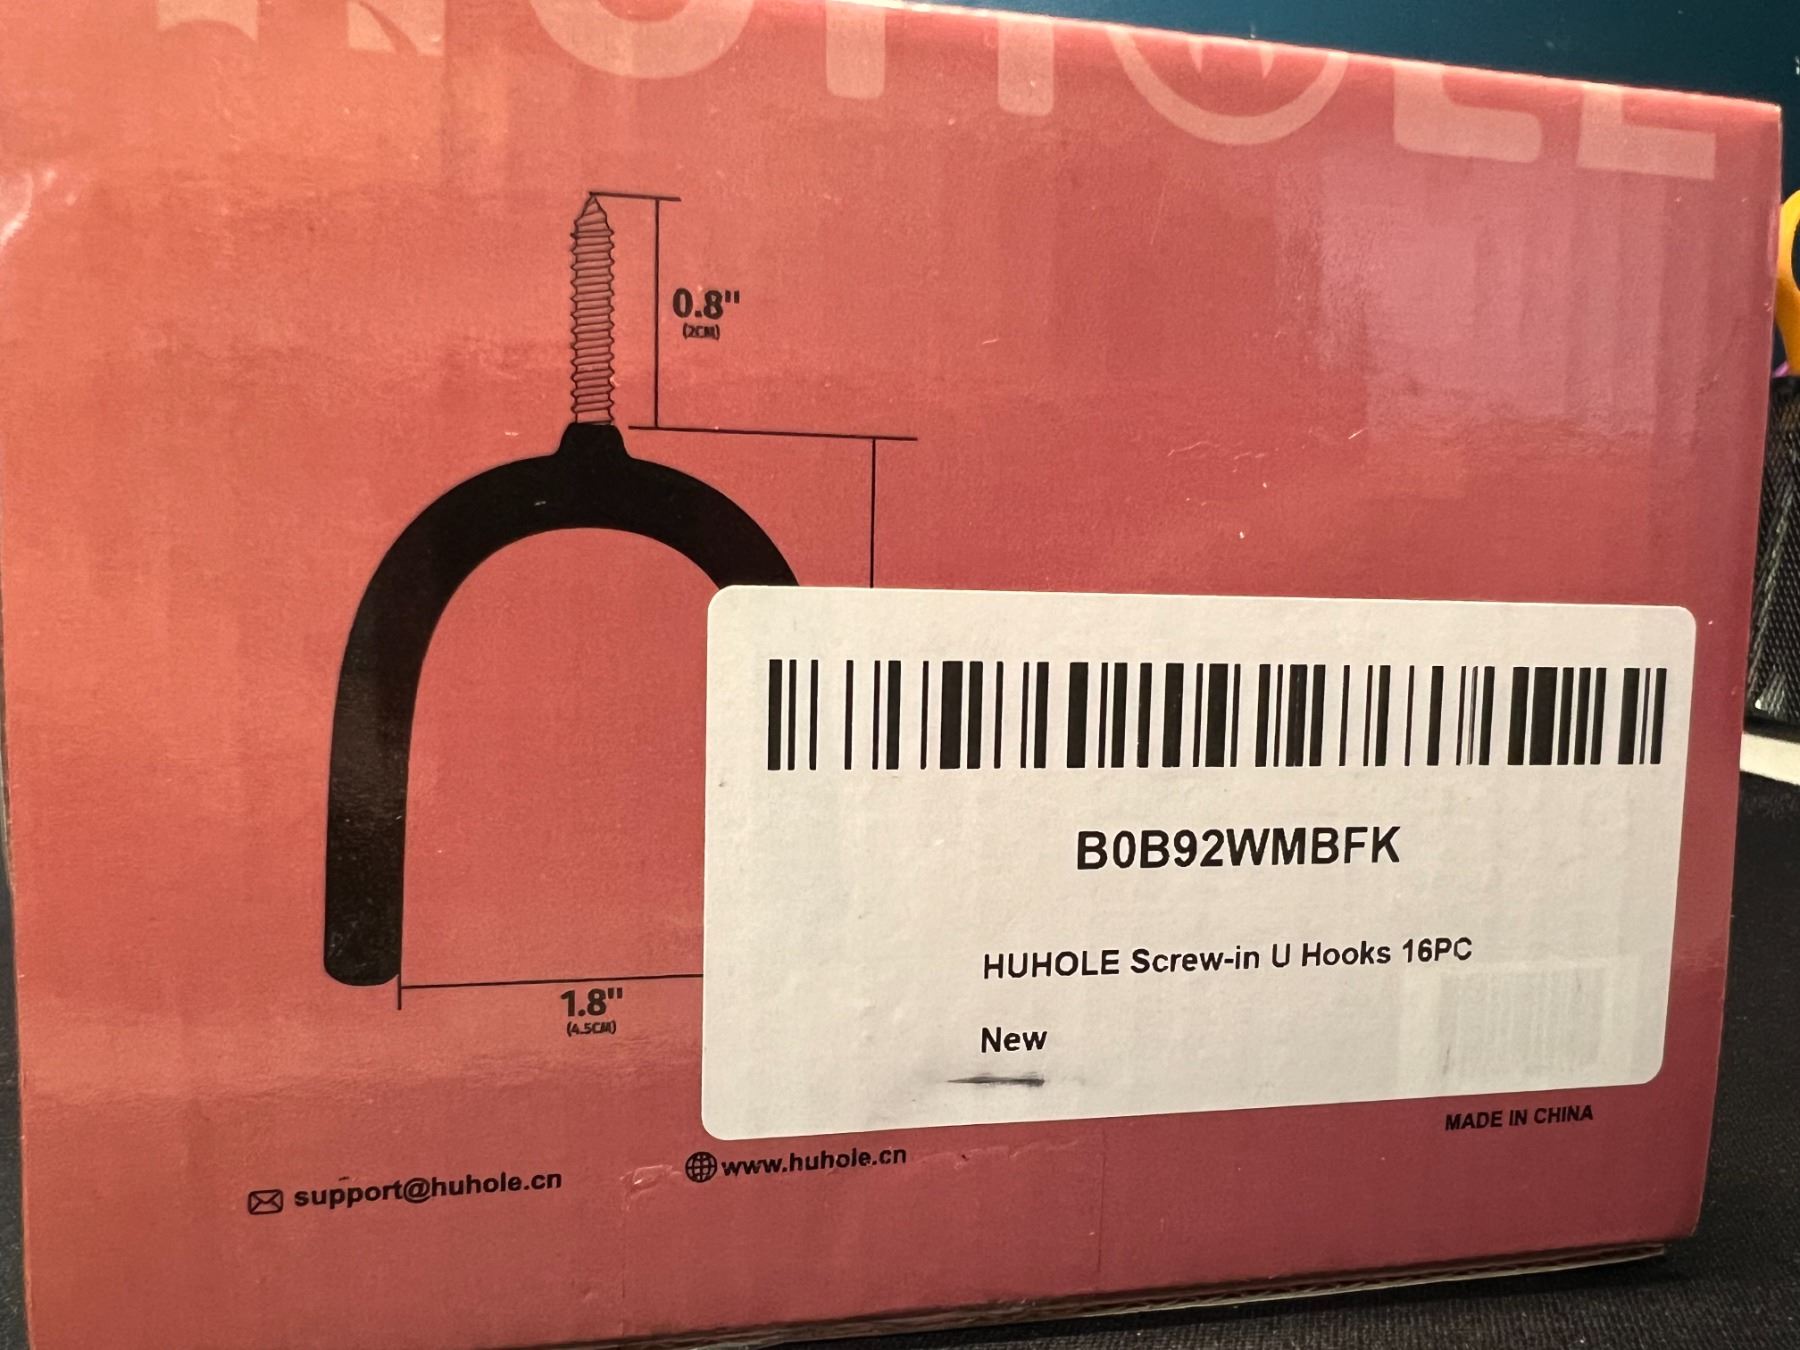 HUHOLE
0.8"
(2CM)
1.8"
(4.5CM)
B0B92WMBFK
HUHOLE Screw-in U Hooks 16PC
New
MADE IN CHINA
support@huhole.cn
www.huhole.cn